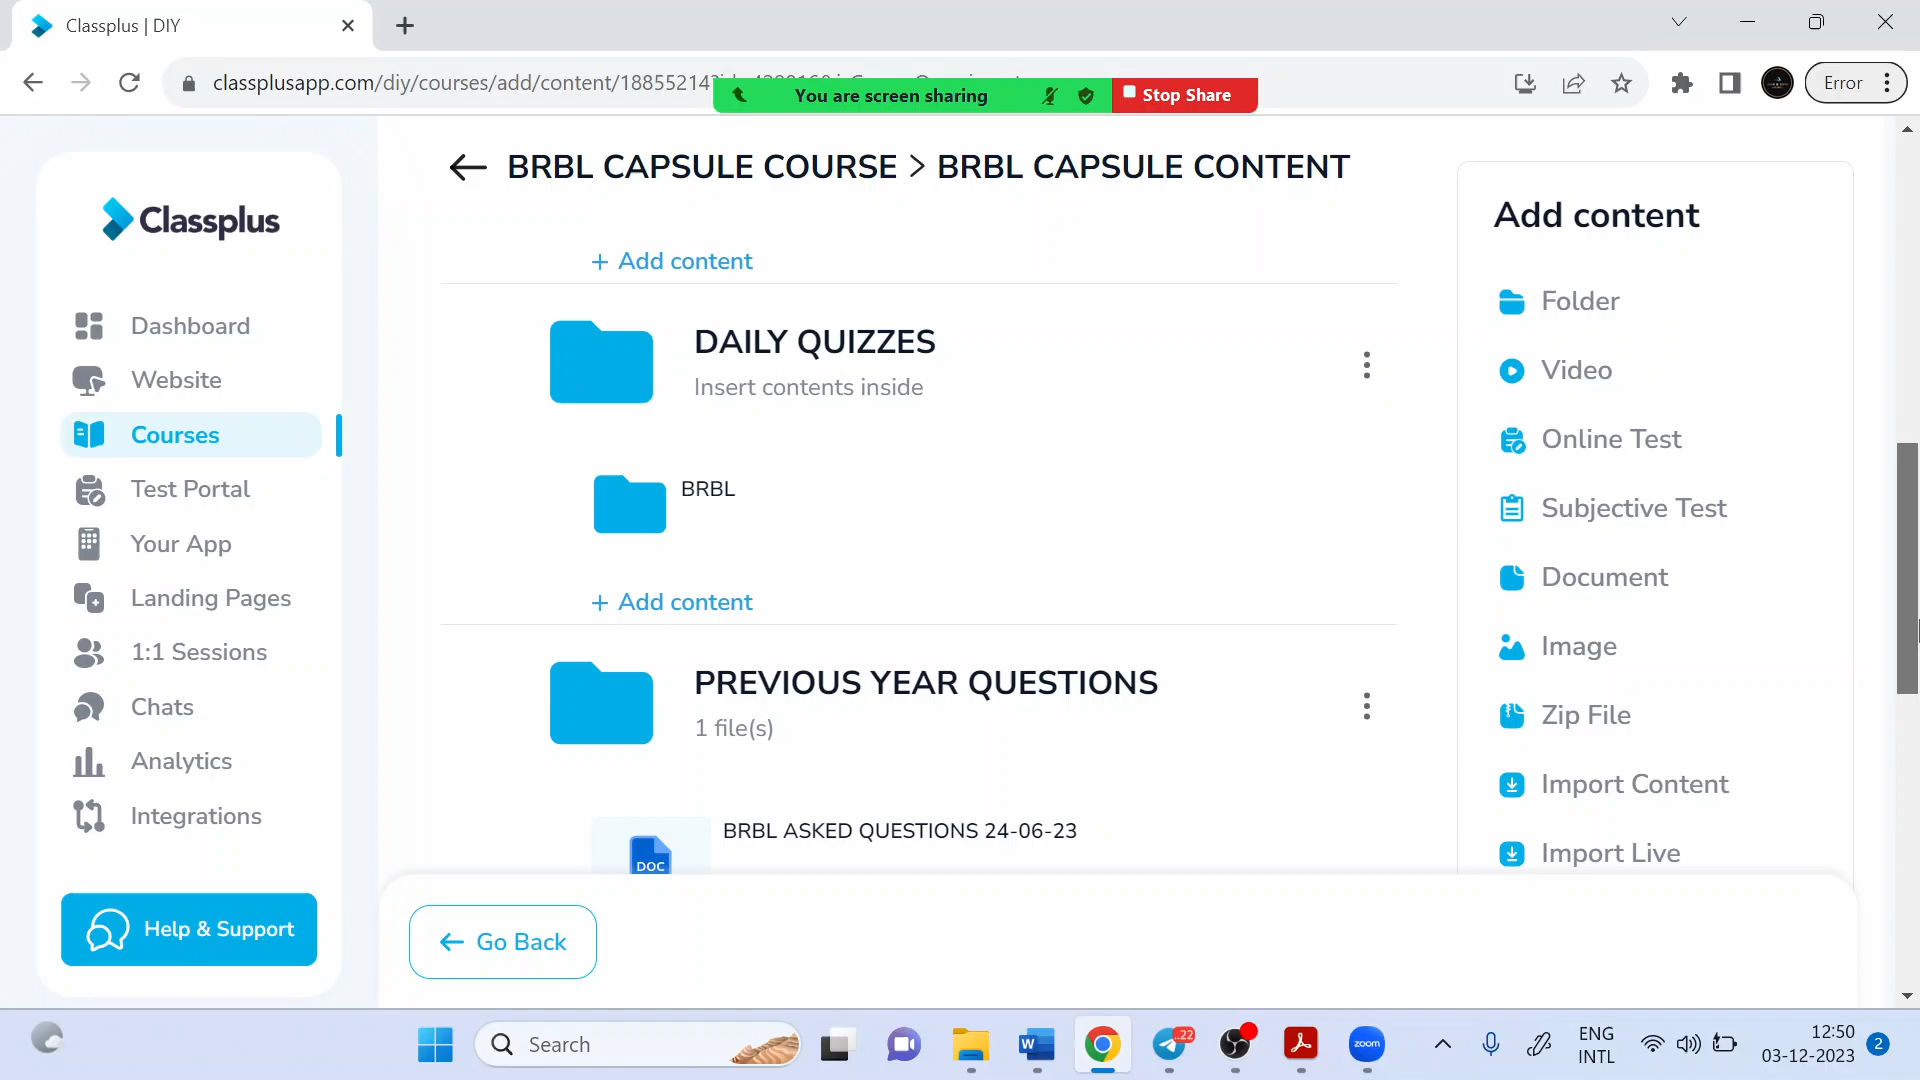 Classplus | DIY
classplusapp.com/diy/courses/add/content/18855214
Error
You are screen sharing
Stop Share
BRBL CAPSULE COURSE > BRBL CAPSULE CONTENT
Classplus
Dashboard
Website
Courses
Test Portal
Your App
Landing Pages
1:1 Sessions
Chats
Analytics
Integrations
Help & Support
+ Add content
DAILY QUIZZES
Insert contents inside
BRBL
+ Add content
PREVIOUS YEAR QUESTIONS
1 file(s)
DOC
BRBL ASKED QUESTIONS 24-06-23
Go Back
Add content
Folder
Video
Online Test
Subjective Test
Document
Image
Zip File
Import Content
Import Live
Search
W
22
zoom
ENG
INTL
12:50
03-12-2023
2